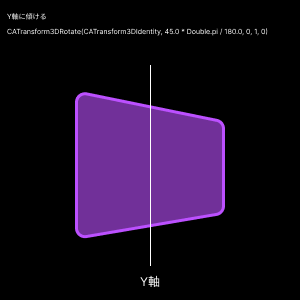 Y軸に傾ける
CATransform3DRotate(CATransform3DIdentity, 45.0 * Double.pi / 180.0, 0, 1, 0)
Y軸